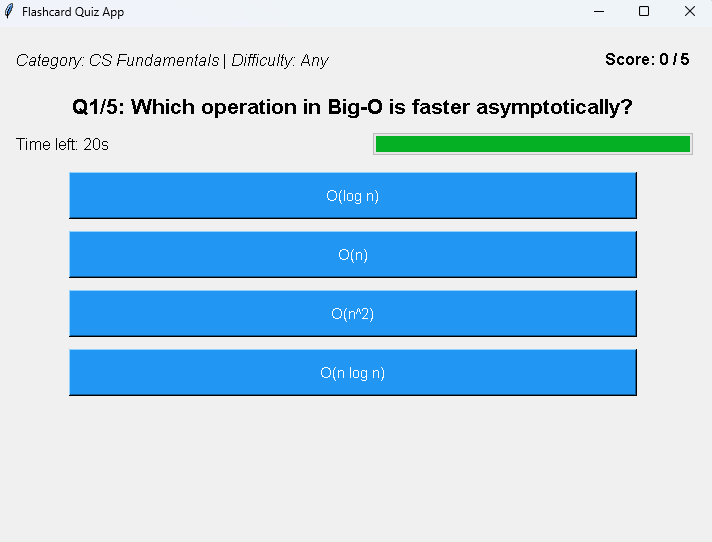 Flashcard Quiz App
Category: CS Fundamentals | Difficulty: Any
Score: 0 / 5
Q1/5: Which operation in Big-O is faster asymptotically?
Time left: 20s
O(log n)
O(n)
O(n^2)
O(n log n)